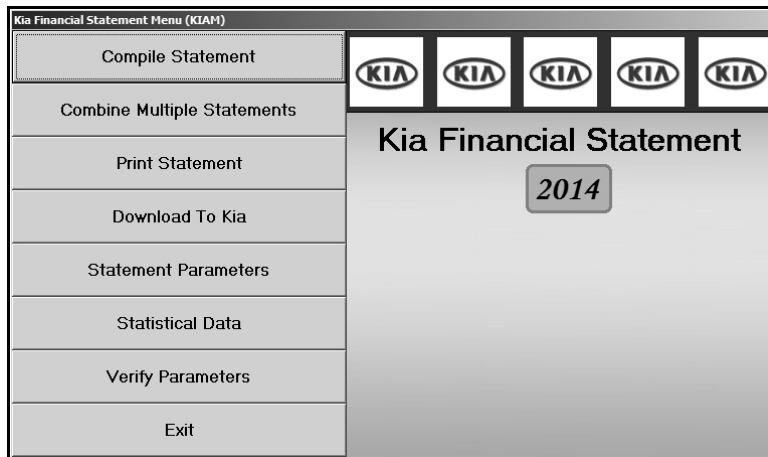 Kia Financial Statement Menu (KIAM)
Compile Statement
Combine Multiple Statements
Print Statement
Download To Kia
Statement Parameters
Statistical Data
Verify Parameters
Exit
KIA KIA KIA KIA KIA
Kia Financial Statement
2014